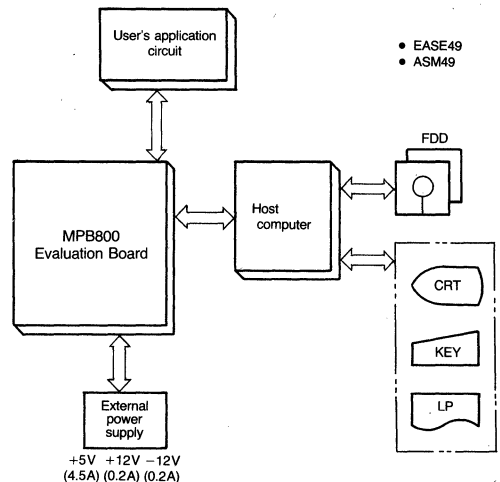 User's application
circuit
• EASE49
• ASM49
FDD
MPB800
Evaluation Board
Host
computer
CRT
KEY
LP
External
power
supply
+5V +12V −12V
(4.5A) (0.2A) (0.2A)